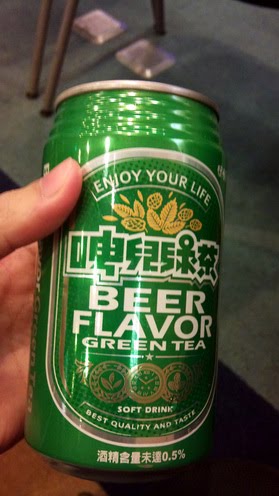 ENJOY YOUR LIFE
啤兒綠茶
BEER
FLAVOR
GREEN TEA
SOFT DRINK
BEST QUALITY AND TASTE
酒精含量未達0.5%